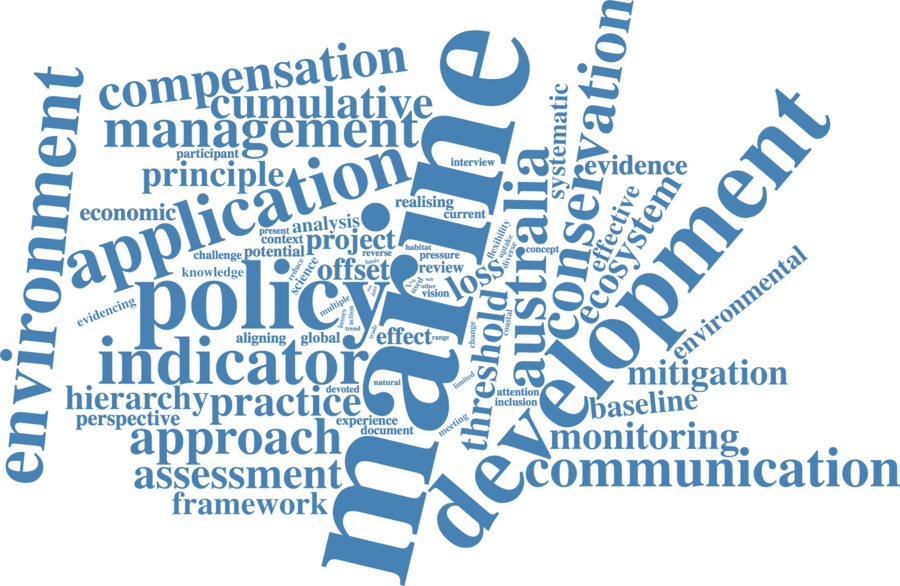 compensation
cumulative
management
participant
principle
economic
application
environment
marine
interview
realising
current
systematic
conservation
evidence
development
effective
ecosystem
australia
flexibility
uptake
diverse
concept
present
analysis
context
project
challenge
potential
reverse
habitat
pressure
knowledge
reduce
science
offset
basis
review
loss
used
other
vision
evidencing
policy
multiple
losses
action
trend
trade
aligning
global
effect
range
change
threshold
coastal
environmental
indicator
natural
limited
mitigation
hierarchy
practice
devoted
attention
inclusion
baseline
perspective
experience
document
meeting
approach
monitoring
assessment
communication
framework